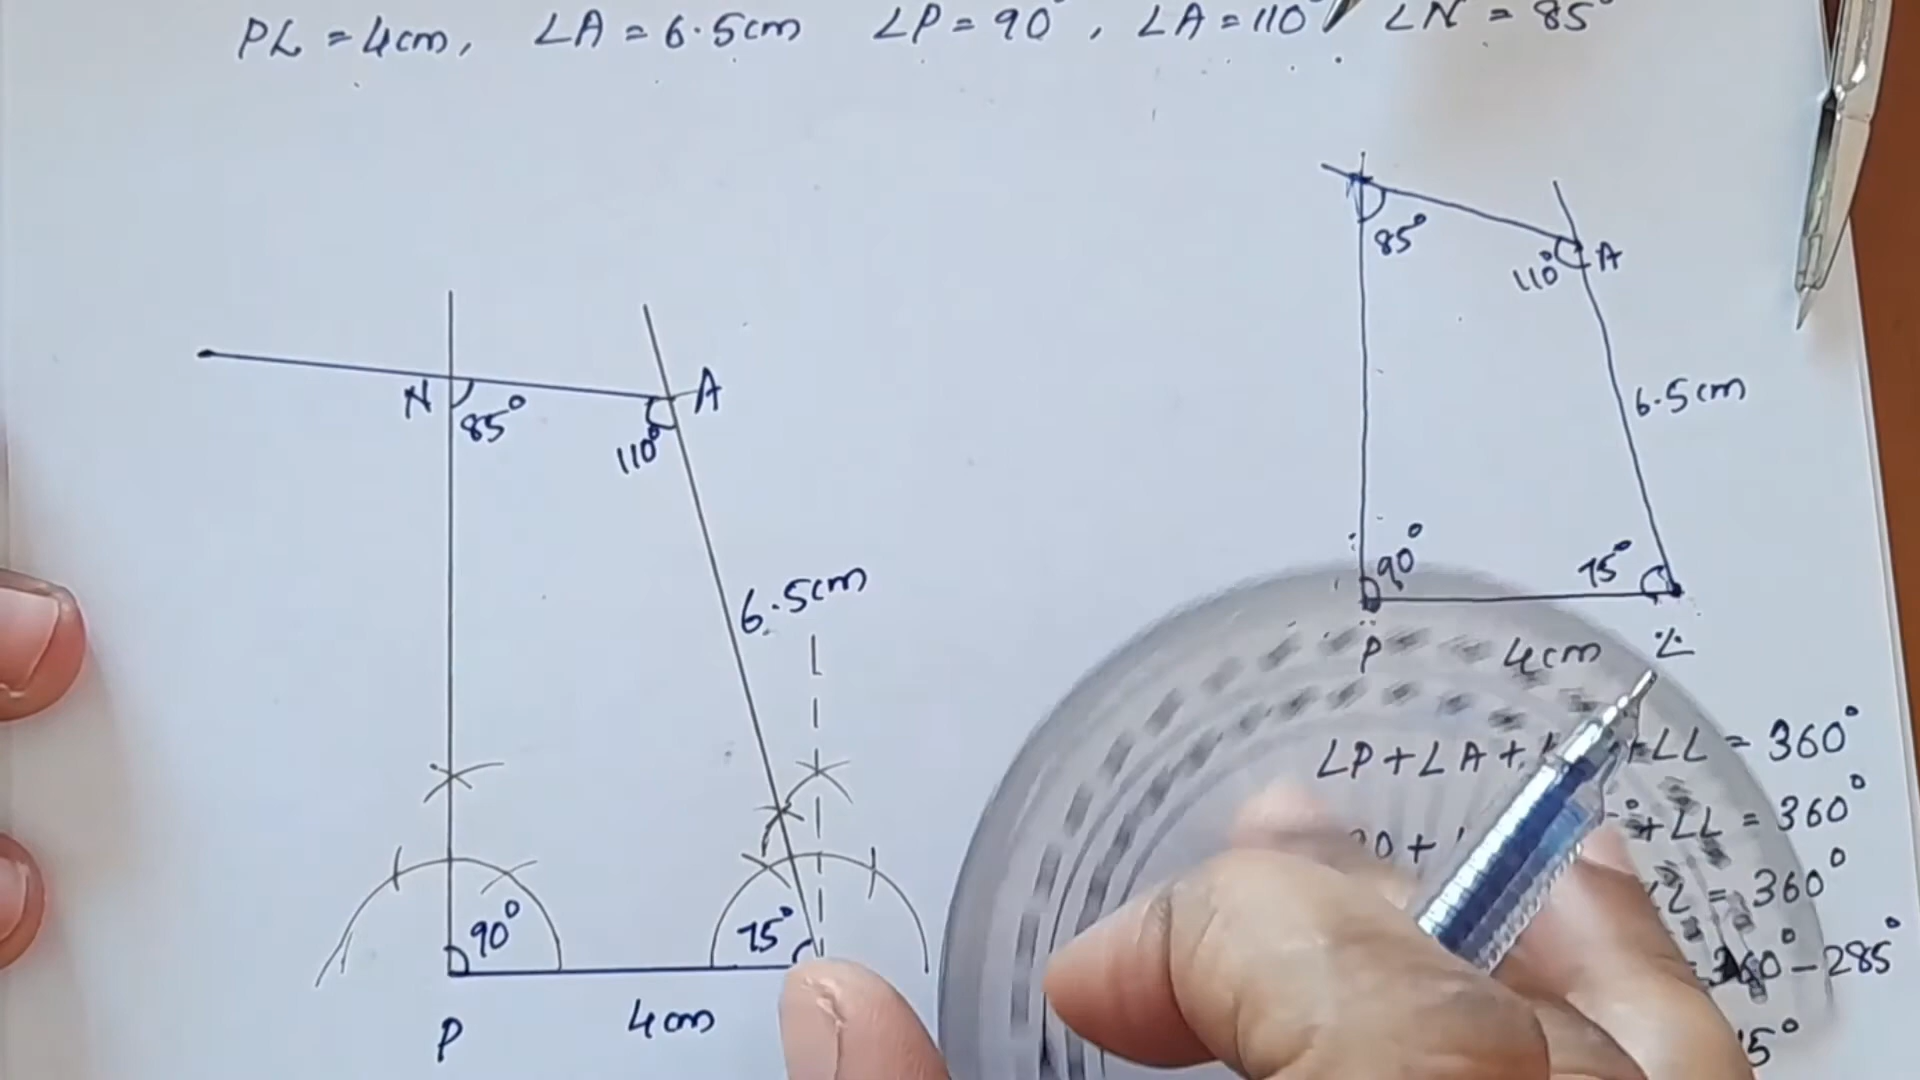 PL = 4cm, LA = 6.5cm ∠P = 90°, ∠A = 110°, ∠N = 85°
N 85°
A
110°
6.5cm
90°
75°
P
4cm
85°
110° A
6.5cm
90°
75°
P
4cm
L
∠P + ∠A + + ∠L = 360°
90 + + ∠L = 360°
∠L = 360°
360° - 285°